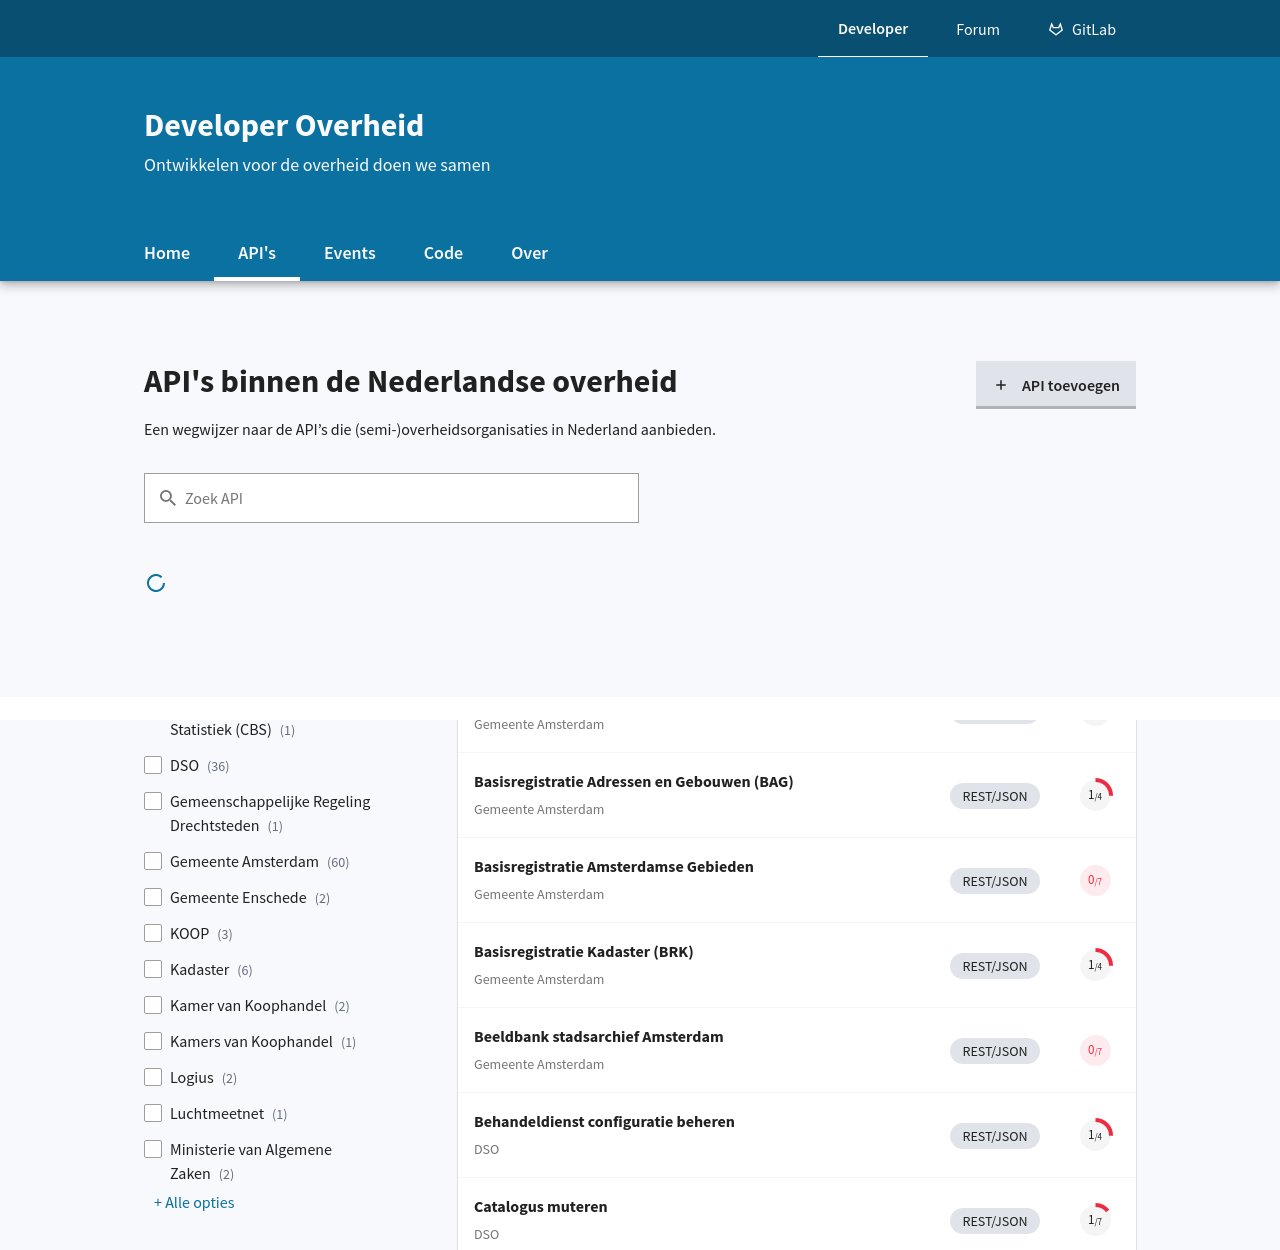 Developer
Forum
GitLab
Developer Overheid
Ontwikkelen voor de overheid doen we samen
Home
API's
Events
Code
Over
API's binnen de Nederlandse overheid
+ API toevoegen
Een wegwijzer naar de API’s die (semi-)overheidsorganisaties in Nederland aanbieden.
Zoek API
Statistiek (CBS) (1)
DSO (36)
Gemeenschappelijke Regeling
Drechtsteden (1)
Gemeente Amsterdam (60)
Gemeente Enschede (2)
KOOP (3)
Kadaster (6)
Kamer van Koophandel (2)
Kamers van Koophandel (1)
Logius (2)
Luchtmeetnet (1)
Ministerie van Algemene
Zaken (2)
+ Alle opties
Gemeente Amsterdam
Basisregistratie Adressen en Gebouwen (BAG)
Gemeente Amsterdam
REST/JSON
1/4
Basisregistratie Amsterdamse Gebieden
Gemeente Amsterdam
REST/JSON
0/7
Basisregistratie Kadaster (BRK)
Gemeente Amsterdam
REST/JSON
1/4
Beeldbank stadsarchief Amsterdam
Gemeente Amsterdam
REST/JSON
0/7
Behandeldienst configuratie beheren
DSO
REST/JSON
1/4
Catalogus muteren
DSO
REST/JSON
1/7